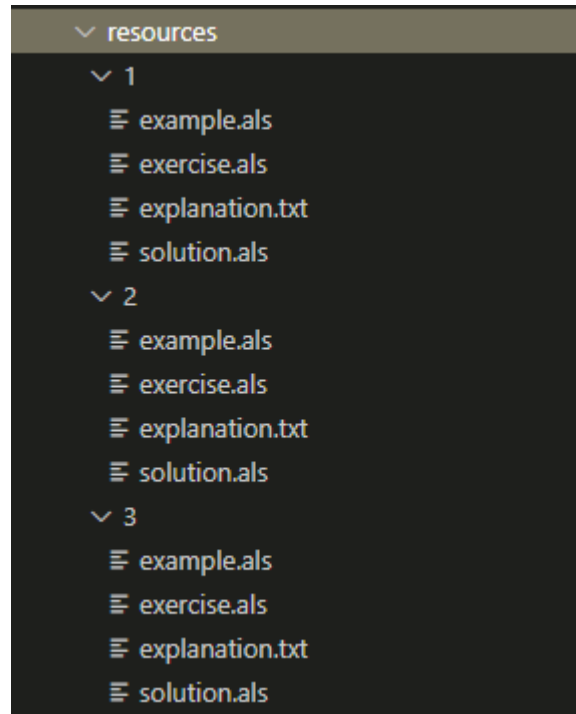 resources
1
example.als
exercise.als
explanation.txt
solution.als
2
example.als
exercise.als
explanation.txt
solution.als
3
example.als
exercise.als
explanation.txt
solution.als